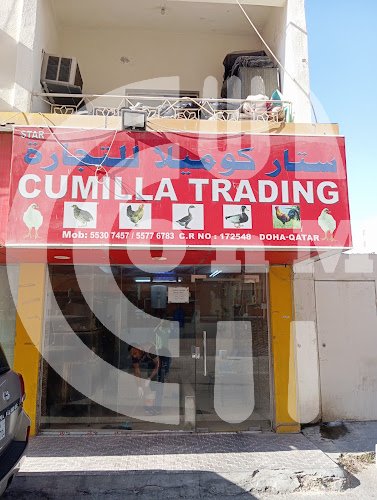 STAR
ستار كوميلا للتجارة
CUMILLA TRADING
Mob: 5530 7457 / 5577 6783 C.R NO : 172548 DOHA-QATAR